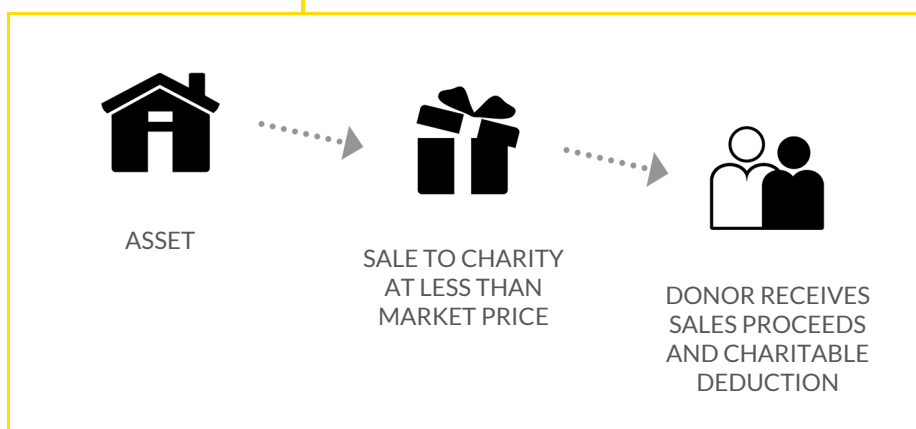 ASSET
SALE TO CHARITY
AT LESS THAN
MARKET PRICE
DONOR RECEIVES
SALES PROCEEDS
AND CHARITABLE
DEDUCTION